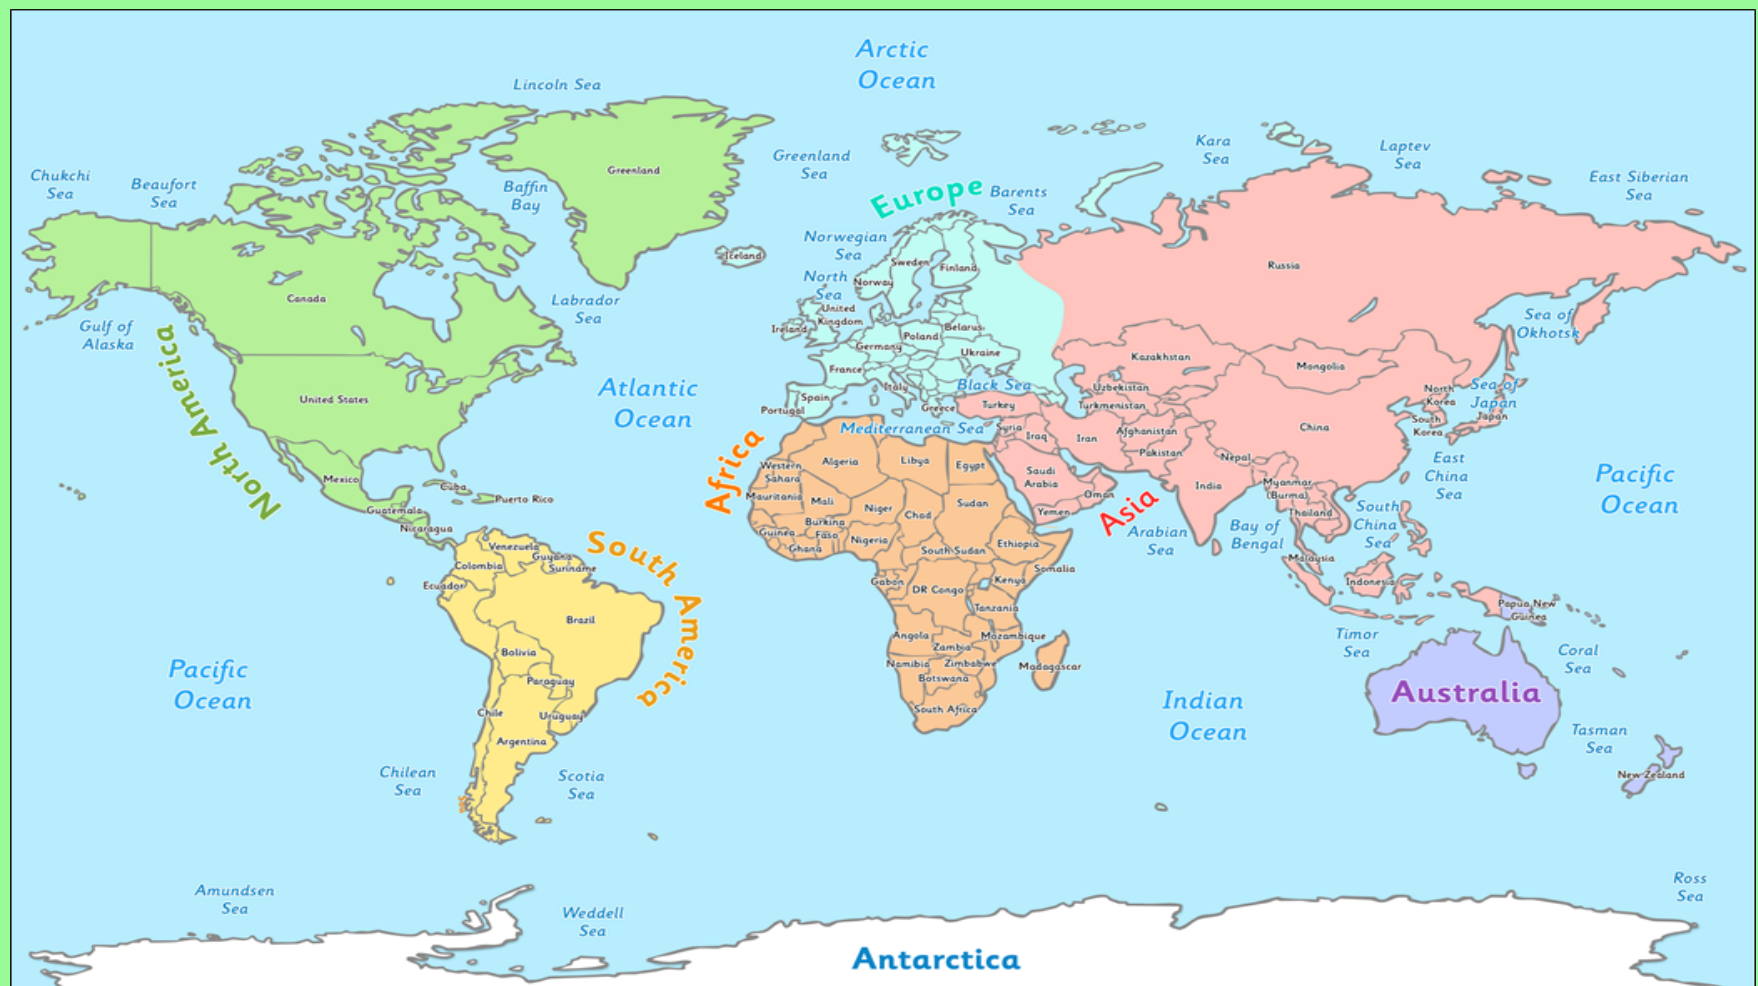 Arctic
Ocean
Lincoln Sea
Kara
Sea
Laptev
Sea
Greenland
Sea
Greenland
Chukchi
Sea
Beaufort
Sea
Baffin
Bay
Europe
Barents
Sea
East Siberian
Sea
Norwegian
Sea
Iceland
Sweden
Finland
Russia
North
Sea
Norway
Canada
Labrador
Sea
United
Kingdom
Ireland
Belarus
Poland
Germany
Ukraine
France
Gulf of
Alaska
Sea of
Okhotsk
North America
Kazakhstan
Mongolia
Atlantic
Ocean
United States
Italy
Black Sea
Spain
Portugal
Greece
Turkey
Uzbekistan
Turkmenistan
North
Korea
Sea of
Japan
Japan
South
Korea
China
Mediterranean Sea
Syria
Iraq
Iran
Afghanistan
Pakistan
Nepal
Africa
Algeria
Libya
Egypt
Western
Sahara
Saudi
Arabia
East
China
Sea
Pacific
Ocean
Mexico
Cuba
Puerto Rico
Mauritania
Mali
Niger
Chad
Sudan
Oman
Yemen
Asia
India
Myanmar
(Burma)
Thailand
South
China
Sea
Guatemala
Nicaragua
Burkina
Faso
Guinea
Ghana
Nigeria
Ethiopia
South Sudan
Arabian
Sea
Bay of
Bengal
South America
Venezuela
Guyana
Suriname
Colombia
Ecuador
Somalia
Malaysia
Gabon
DR Congo
Kenya
Indonesia
Tanzania
Papua New
Guinea
Brazil
Angola
Mozambique
Zambia
Timor
Sea
Coral
Sea
Bolivia
Namibia
Zimbabwe
Botswana
Madagascar
Pacific
Ocean
Paraguay
Indian
Ocean
Australia
Chile
Uruguay
South Africa
Argentina
Tasman
Sea
Chilean
Sea
Scotia
Sea
New Zealand
Amundsen
Sea
Weddell
Sea
Ross
Sea
Antarctica